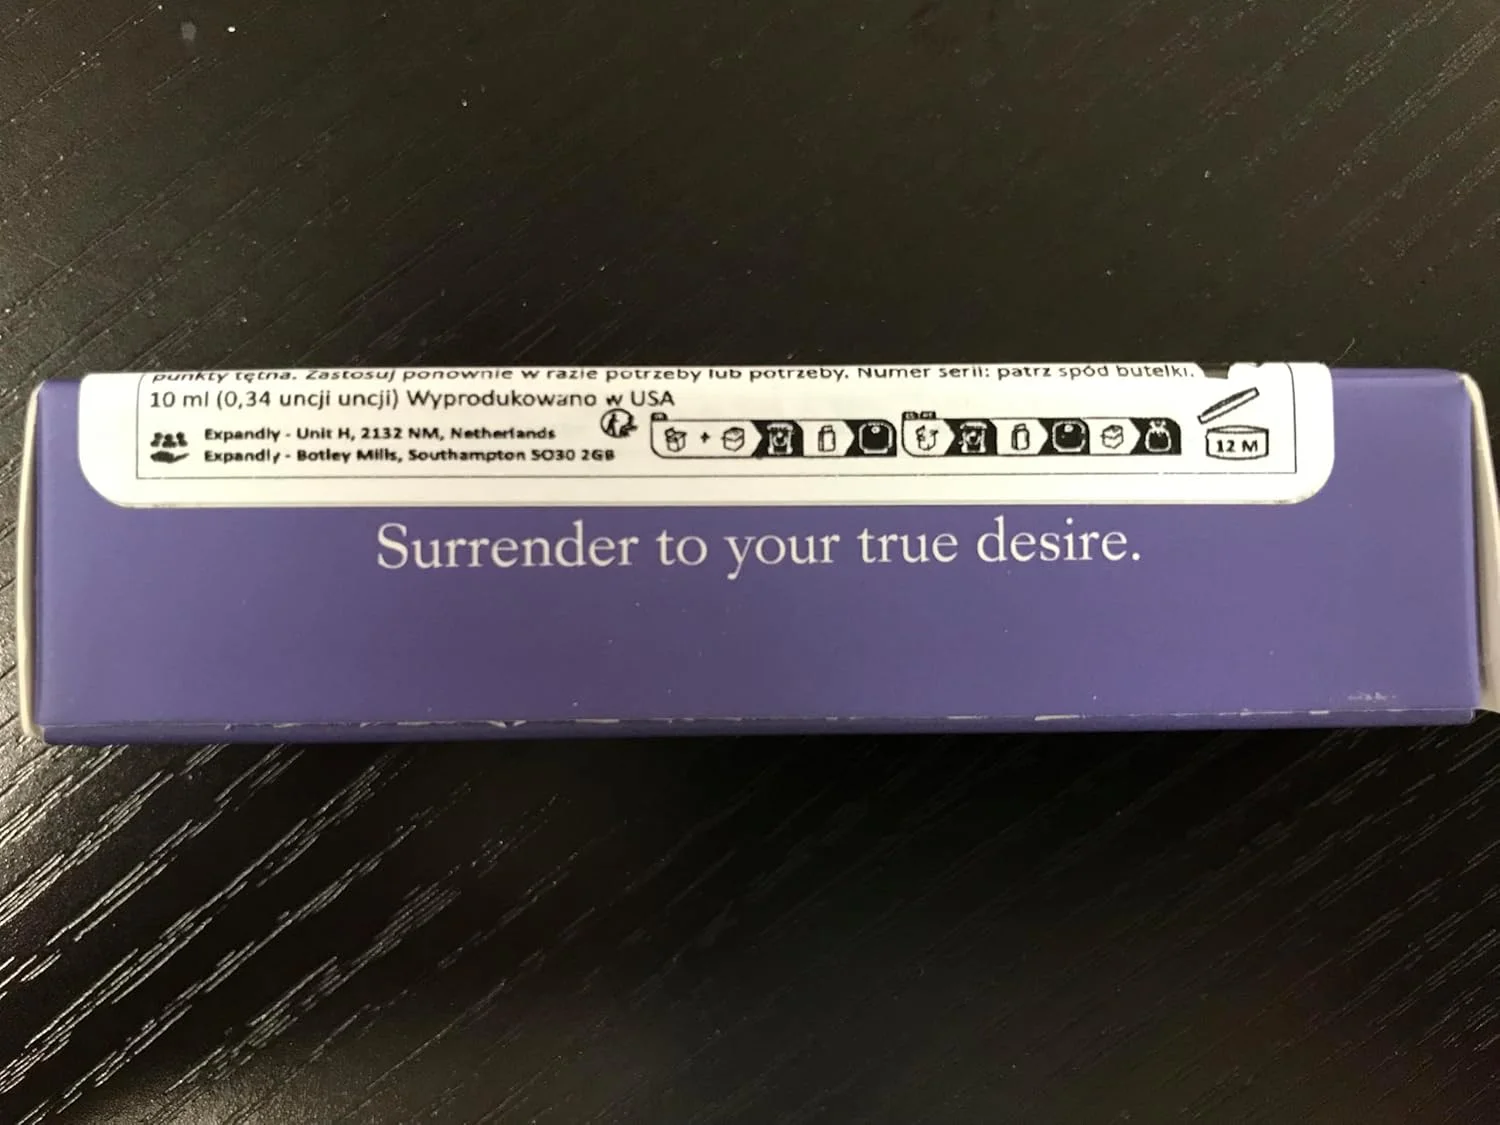 punkty tętna. Zastosuj ponownie w razie potrzeby lub potrzeby. Numer serii: patrz spód butelki.
10 ml (0,34 uncji uncji) Wyprodukowano w USA
Expandly - Unit H, 2132 NM, Netherlands
Expandly - Botley Mills, Southampton SO30 2GB
12 M
Surrender to your true desire.